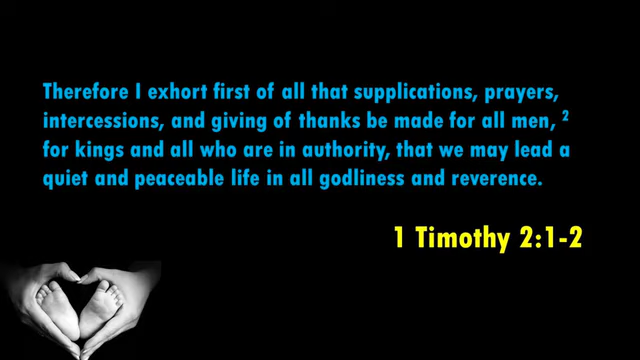 Therefore I exhort first of all that supplications, prayers,
intercessions, and giving of thanks be made for all men, 2
for kings and all who are in authority, that we may lead a
quiet and peaceable life in all godliness and reverence.
1 Timothy 2:1-2